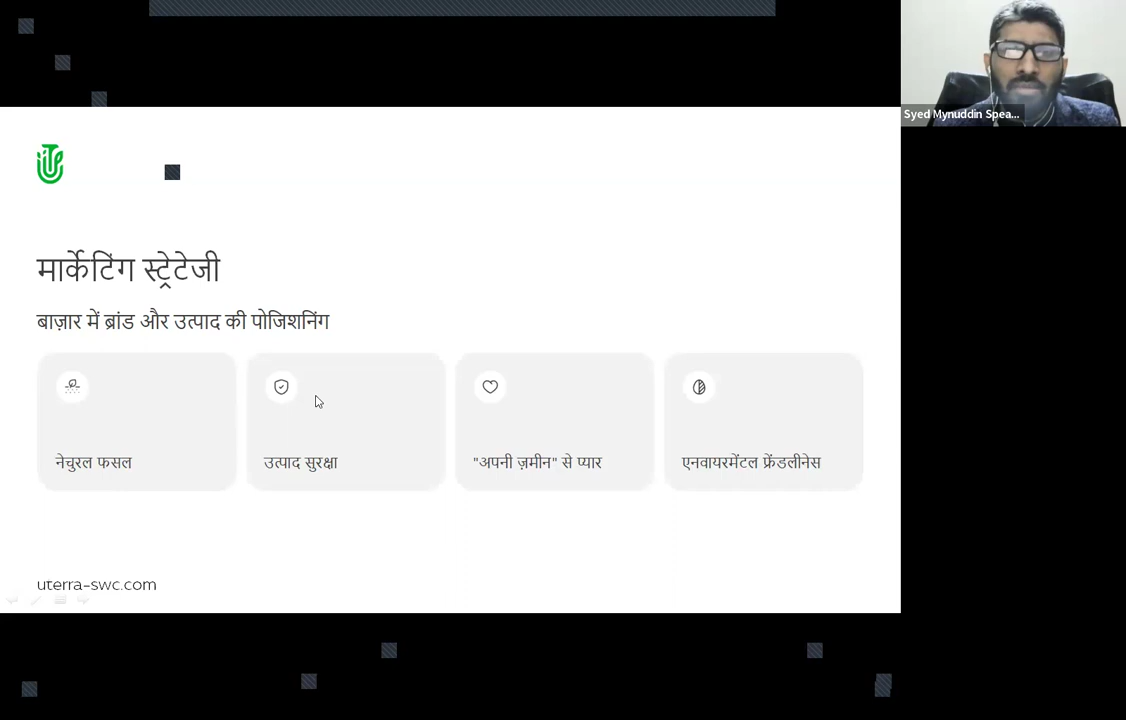 Syed Mynuddin Spea...
मार्केटिंग स्ट्रेटेजी
बाज़ार में ब्रांड और उत्पाद की पोजिशनिंग
नेचुरल फसल
उत्पाद सुरक्षा
"अपनी ज़मीन" से प्यार
एनवायरमेंटल फ्रेंडलीनेस
uterra-swc.com